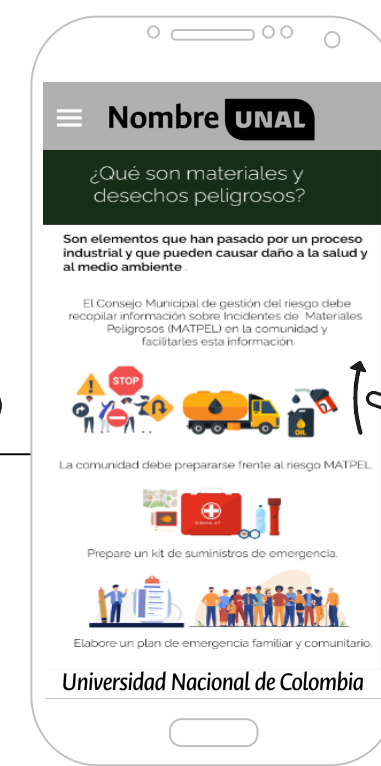 Nombre UNAL
¿Qué son materiales y
desechos peligrosos?
Son elementos que han pasado por un proceso
industrial y que pueden causar daño a la salud y
al medio ambiente.
El Consejo Municipal de gestión del riesgo debe
recopilar información sobre Incidentes de Materiales
Peligrosos (MATPEL) en la comunidad y
facilitarles esta información.
STOP
OIL
La comunidad debe prepararse frente al riesgo MATPEL.
SURVIVAL KIT
Prepare un kit de suministros de emergencia.
Elabore un plan de emergencia familiar y comunitario.
Universidad Nacional de Colombia